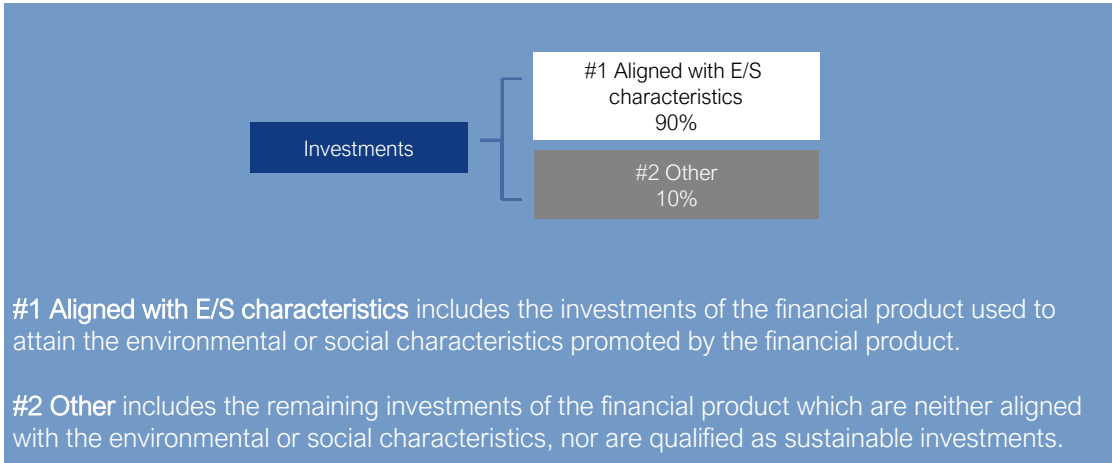 #1 Aligned with E/S
characteristics
90%
Investments
#2 Other
10%
#1 Aligned with E/S characteristics includes the investments of the financial product used to
attain the environmental or social characteristics promoted by the financial product.
#2 Other includes the remaining investments of the financial product which are neither aligned
with the environmental or social characteristics, nor are qualified as sustainable investments.